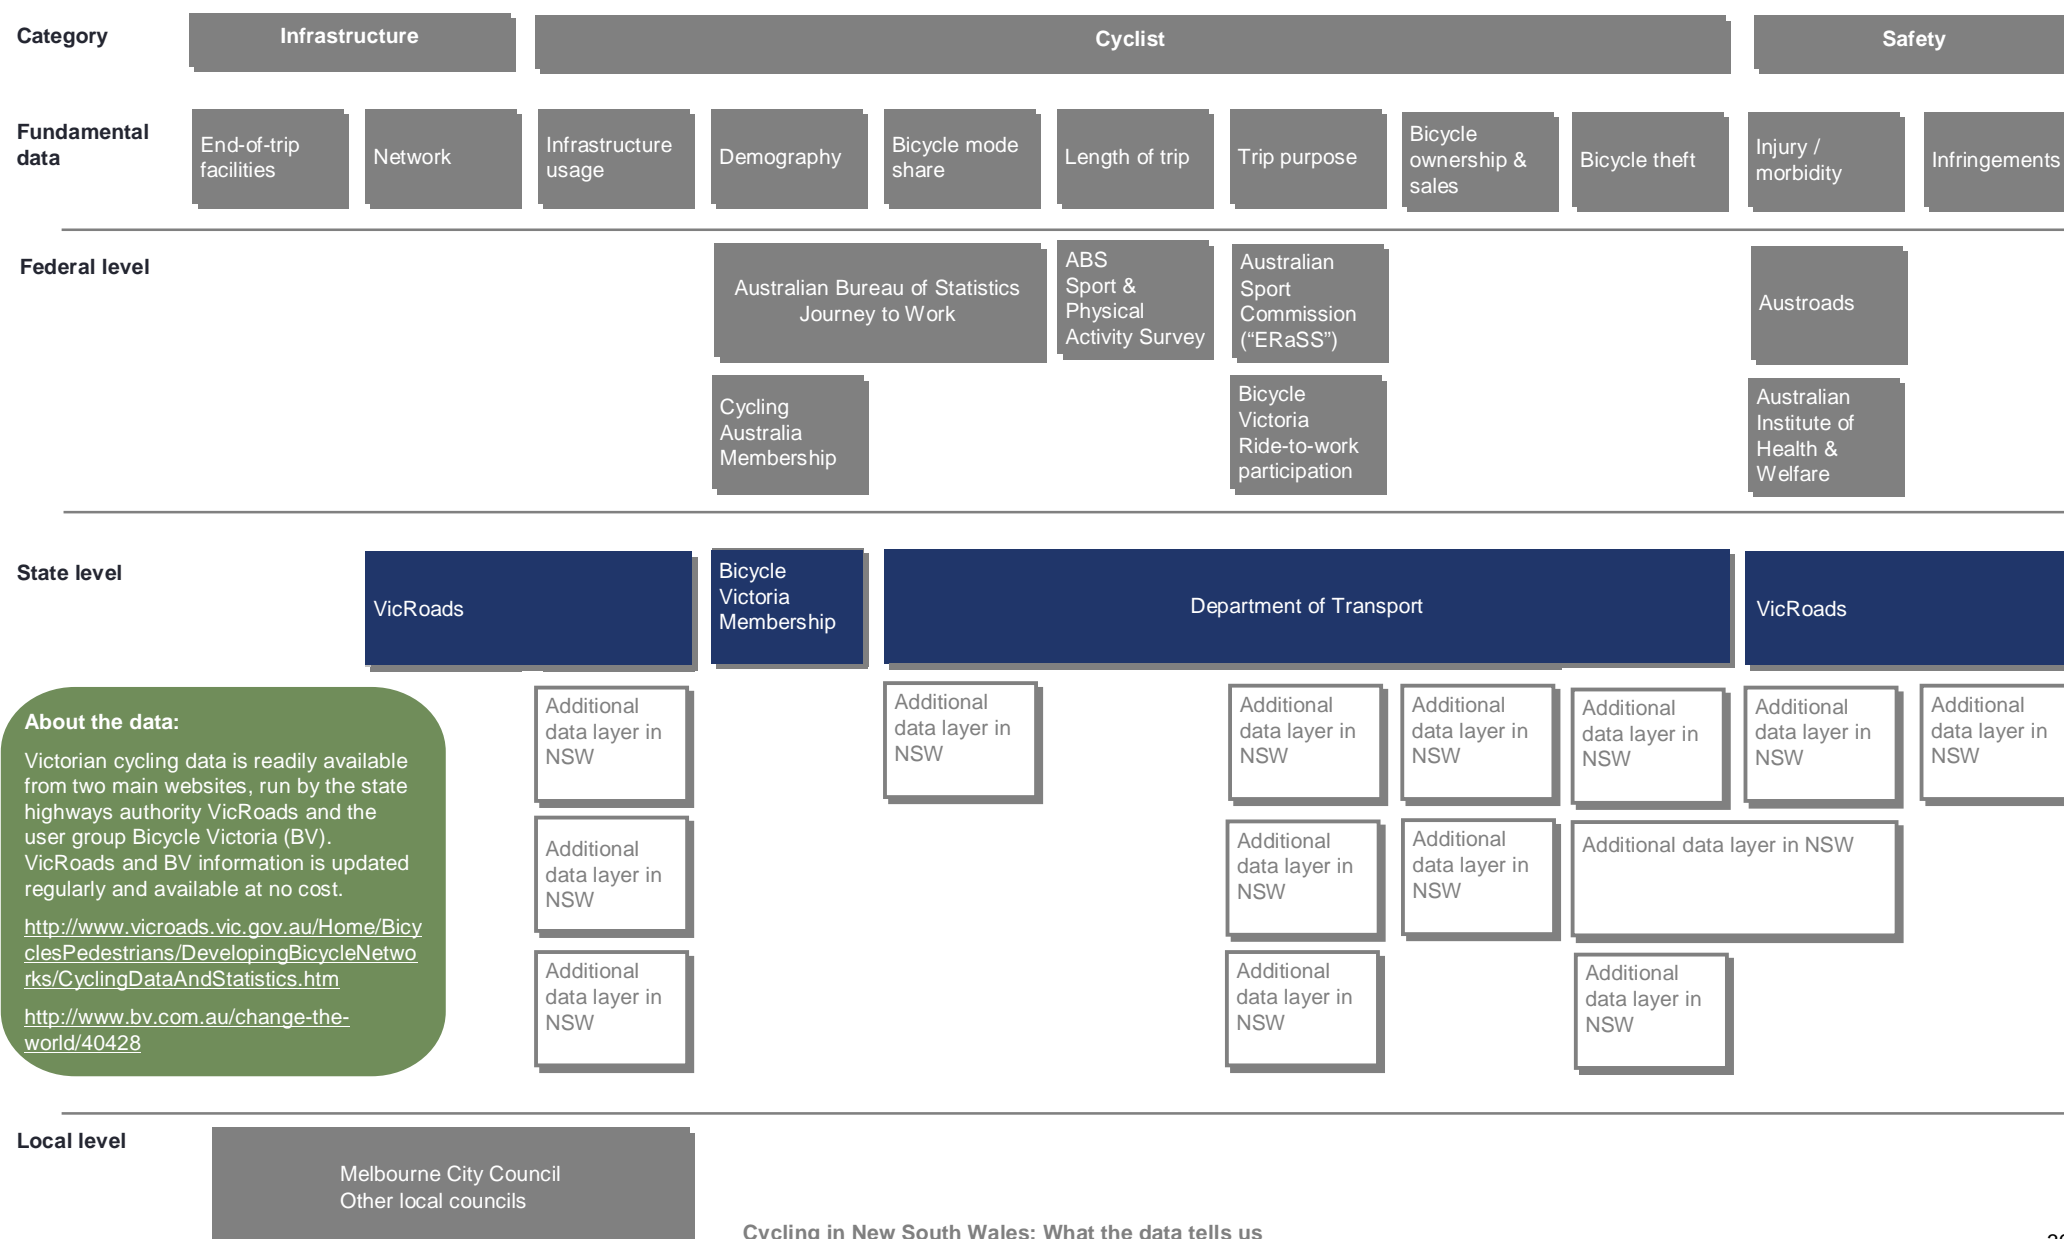 Category
Infrastructure
Cyclist
Safety
Fundamental
data
End-of-trip
facilities
Network
Infrastructure
usage
Demography
Bicycle mode
share
Length of trip
Trip purpose
Bicycle
ownership &
sales
Bicycle theft
Injury /
morbidity
Infringements
Federal level
Australian Bureau of Statistics
Journey to Work
ABS
Sport &
Physical
Activity Survey
Australian
Sport
Commission
(“ERaSS”)
Austroads
Cycling
Australia
Membership
Bicycle
Victoria
Ride-to-work
participation
Australian
Institute of
Health &
Welfare
State level
VicRoads
Bicycle
Victoria
Membership
Department of Transport
VicRoads
About the data:
Victorian cycling data is readily available
from two main websites, run by the state
highways authority VicRoads and the
user group Bicycle Victoria (BV).
VicRoads and BV information is updated
regularly and available at no cost.
http://www.vicroads.vic.gov.au/Home/Bicy
clesPedestrians/DevelopingBicycleNetwo
rks/CyclingDataAndStatistics.htm
http://www.bv.com.au/change-the-
world/40428
Additional
data layer in
NSW
Additional
data layer in
NSW
Additional
data layer in
NSW
Additional
data layer in
NSW
Additional
data layer in
NSW
Additional
data layer in
NSW
Additional
data layer in
NSW
Additional
data layer in
NSW
Additional
data layer in
NSW
Additional
data layer in
NSW
Additional data layer in NSW
Additional
data layer in
NSW
Additional
data layer in
NSW
Additional
data layer in
NSW
Local level
Melbourne City Council
Other local councils
Cycling in New South Wales: What the data tells us